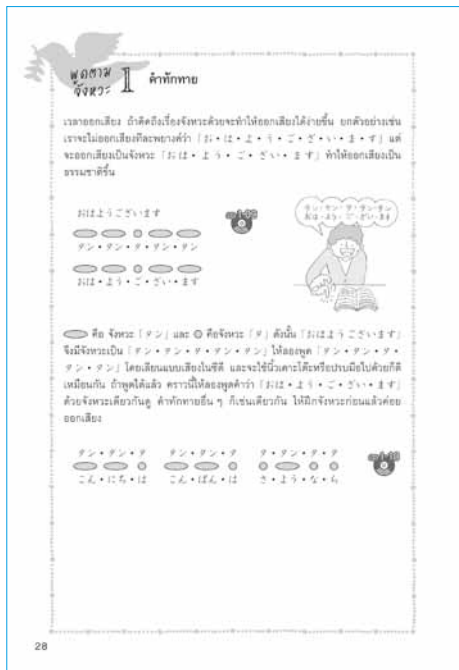 พูดตาม
จังหวะ 1 คำทักทาย
เวลาออกเสียง ถ้าคิดถึงเรื่องจังหวะด้วยจะทำให้ออกเสียงได้ง่ายขึ้น ยกตัวอย่างเช่น
เราจะไม่ออกเสียงทีละพยางค์ว่า「お・は・よ・う・ご・ざ・い・ま・す」แต่
จะออกเสียงเป็นจังหวะ「おは・よう・ご・ざい・ます」ทำให้ออกเสียงเป็น
ธรรมชาติขึ้น
おはようございます
タン・タン・タ・タン・タン
おは・よう・ご・ざい・ます
タン・タン・タ・タン・タン
おは・よう・ご・ざい・ます
คือ จังหวะ「タン」และ คือจังหวะ「タ」ดังนั้น「おはようございます」
จึงมีจังหวะเป็น「タン・タン・タ・タン・タン」ให้ลองพูด「タン・タン・タ・
タン・タン」โดยเลียนแบบเสียงในซีดี และจะใช้นิ้วเคาะโต๊ะหรือปรบมือไปด้วยก็ดี
เหมือนกัน ถ้าพูดได้แล้ว คราวนี้ให้ลองพูดคำว่า「おは・よう・ご・ざい・ます」
ด้วยจังหวะเดียวกันดู คำทักทายอื่น ๆ ก็เช่นเดียวกัน ให้ฝึกจังหวะก่อนแล้วค่อย
ออกเสียง
タン・タン・タ タン・タン・タ タ・タン・タ・タ
こん・にち・は こん・ばん・は さ・よう・な・ら
28